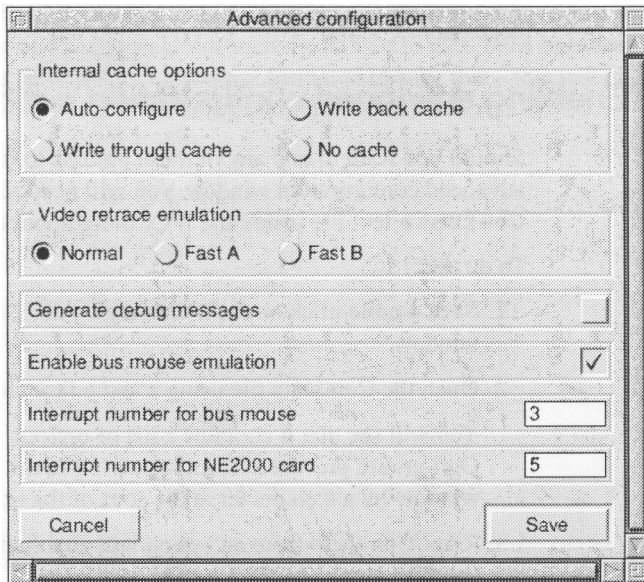 Advanced configuration
Internal cache options
Auto-configure
Write back cache
Write through cache
No cache
Video retrace emulation
Normal
Fast A
Fast B
Generate debug messages
Enable bus mouse emulation
Interrupt number for bus mouse
3
Interrupt number for NE2000 card
5
Cancel
Save